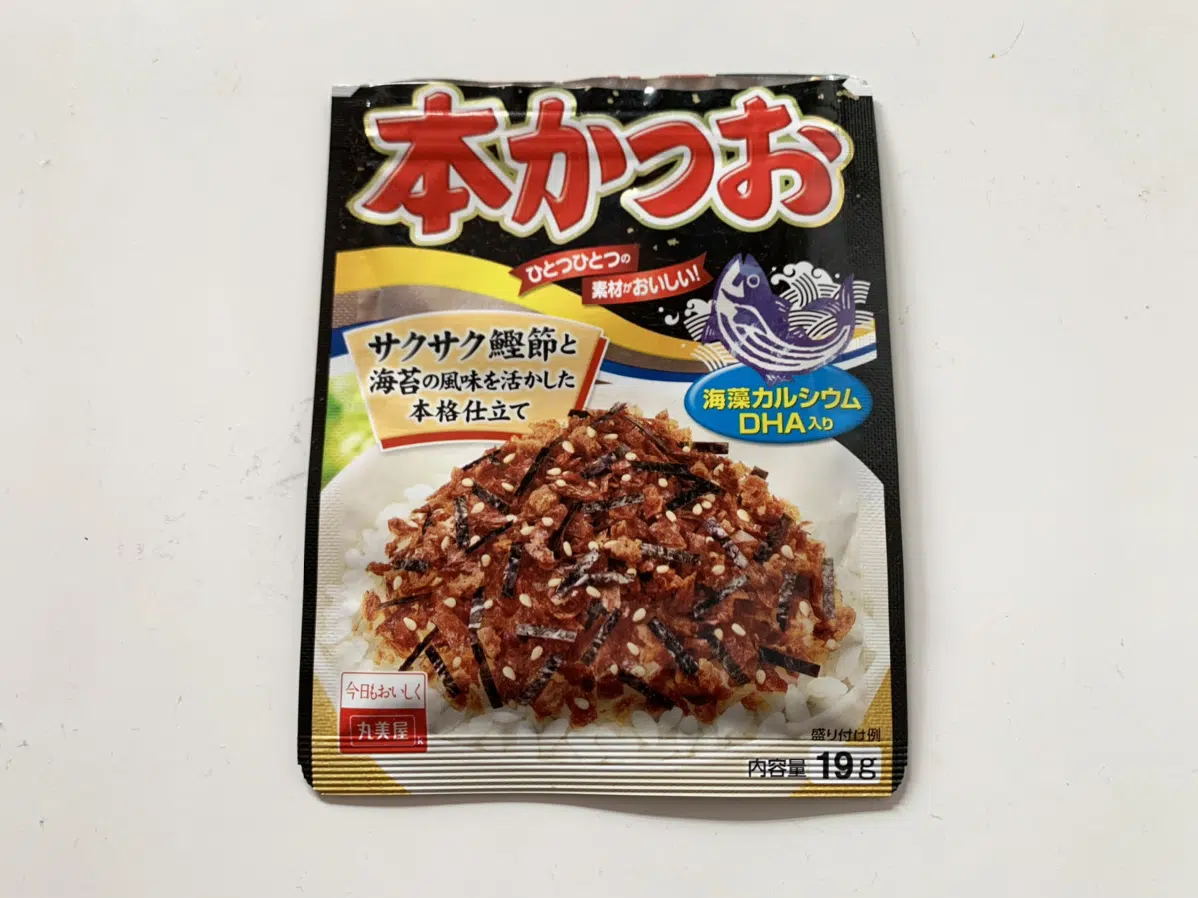 本かつお
ひとつひとつの
素材がおいしい!
サクサク鰹節と
海苔の風味を活かした
本格仕立て
海藻カルシウム
DHA入り
今日もおいしく
丸美屋
盛り付け例
内容量 19g